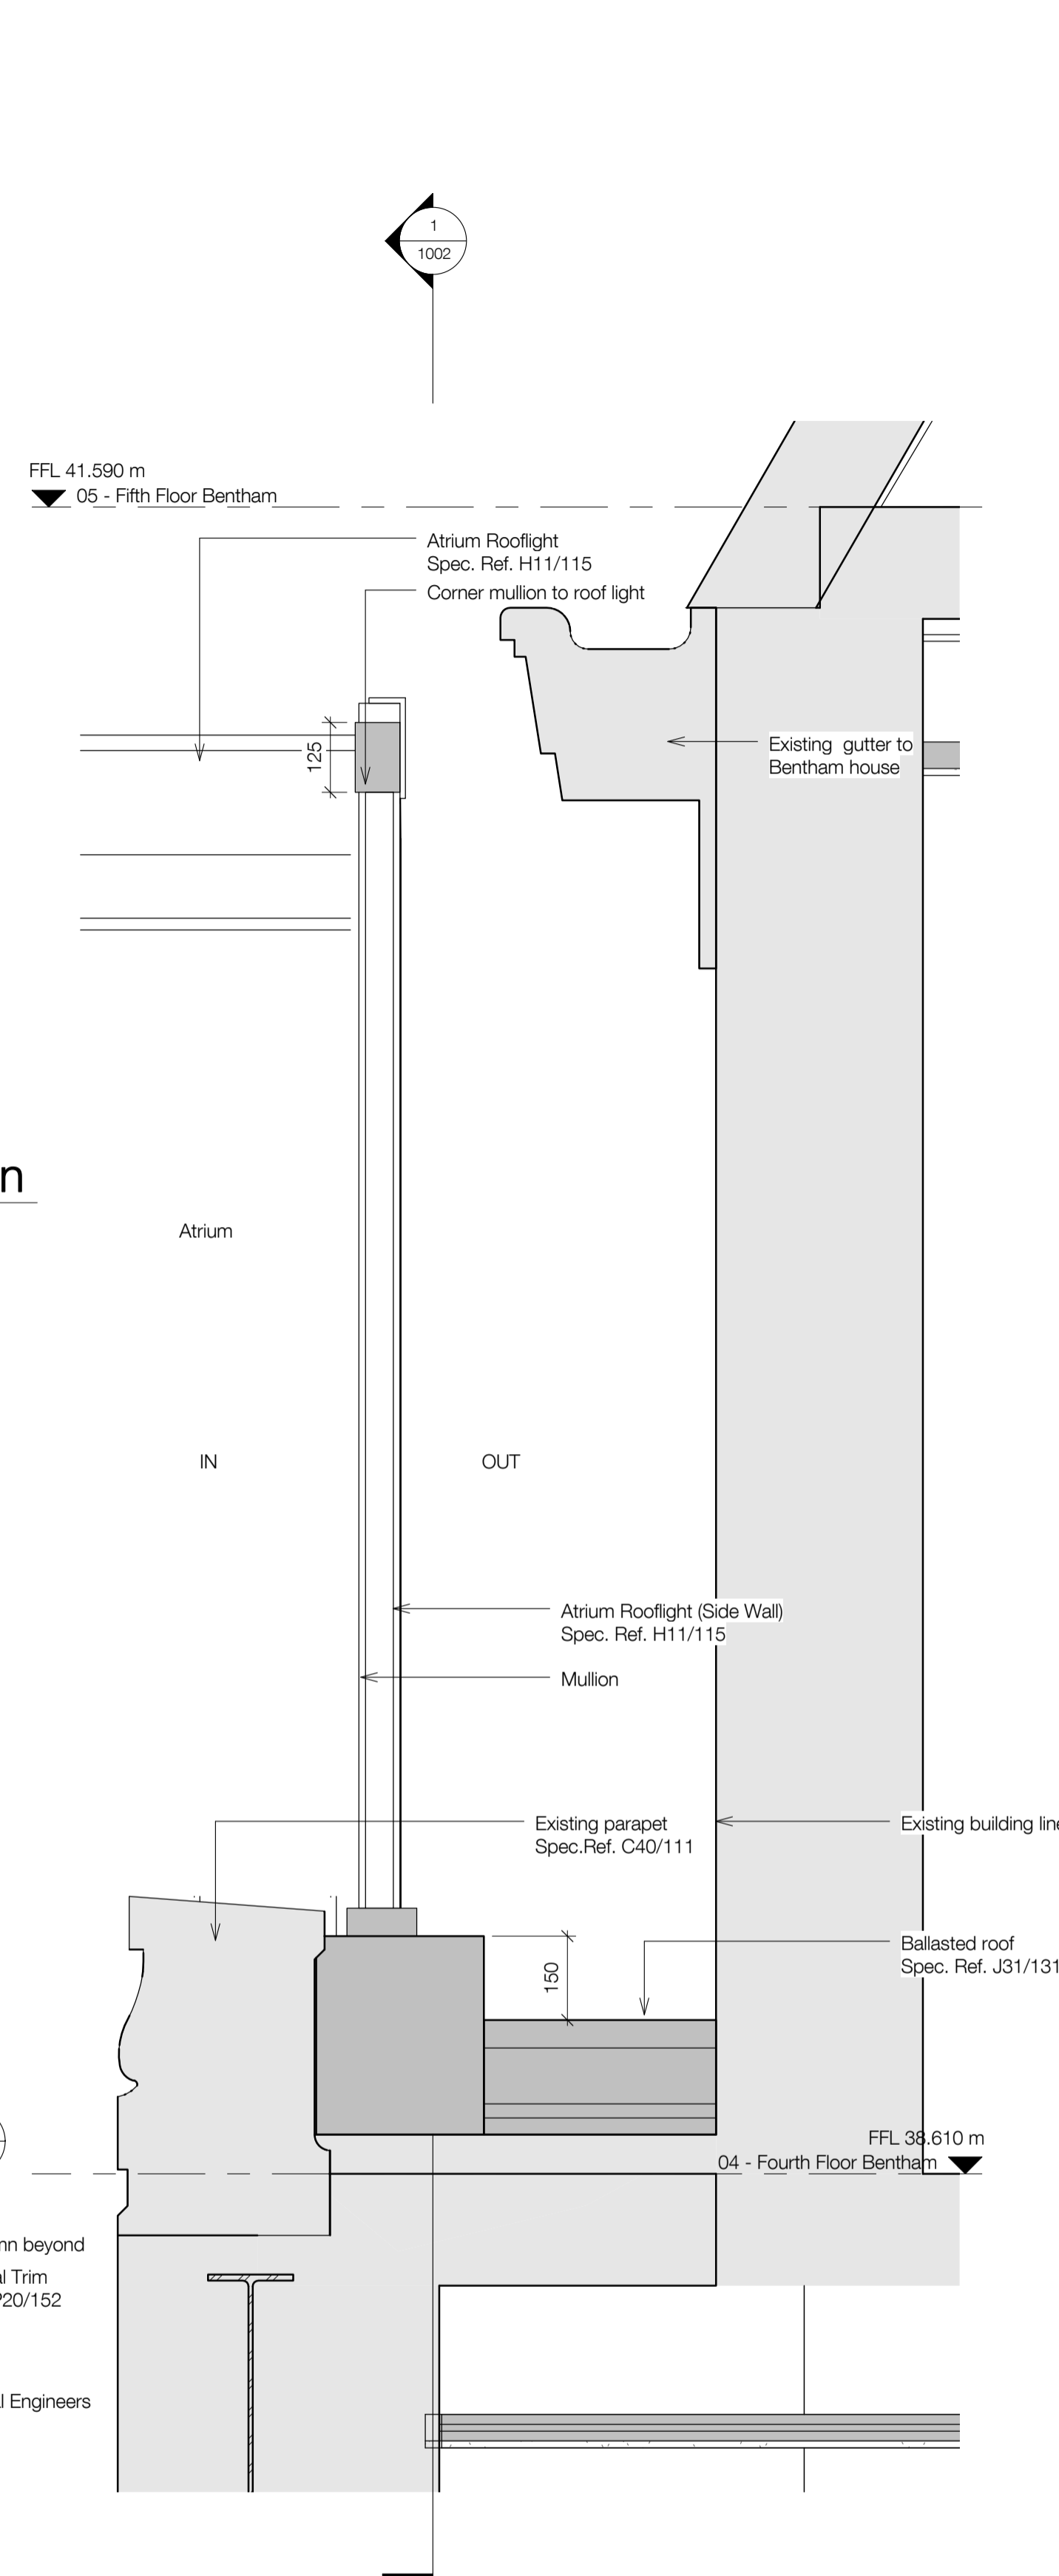 1
1002
FFL 41.590 m
05 - Fifth Floor Bentham
Atrium Rooflight
Spec. Ref. H11/115
Corner mullion to roof light
125
Existing gutter to
Bentham house
n
Atrium
IN
OUT
Atrium Rooflight (Side Wall)
Spec. Ref. H11/115
Mullion
Existing parapet
Spec.Ref. C40/111
Existing building line
Ballasted roof
Spec. Ref. J31/131
150
FFL 38.610 m
04 - Fourth Floor Bentham
beyond
Trim
20/152
Engineers